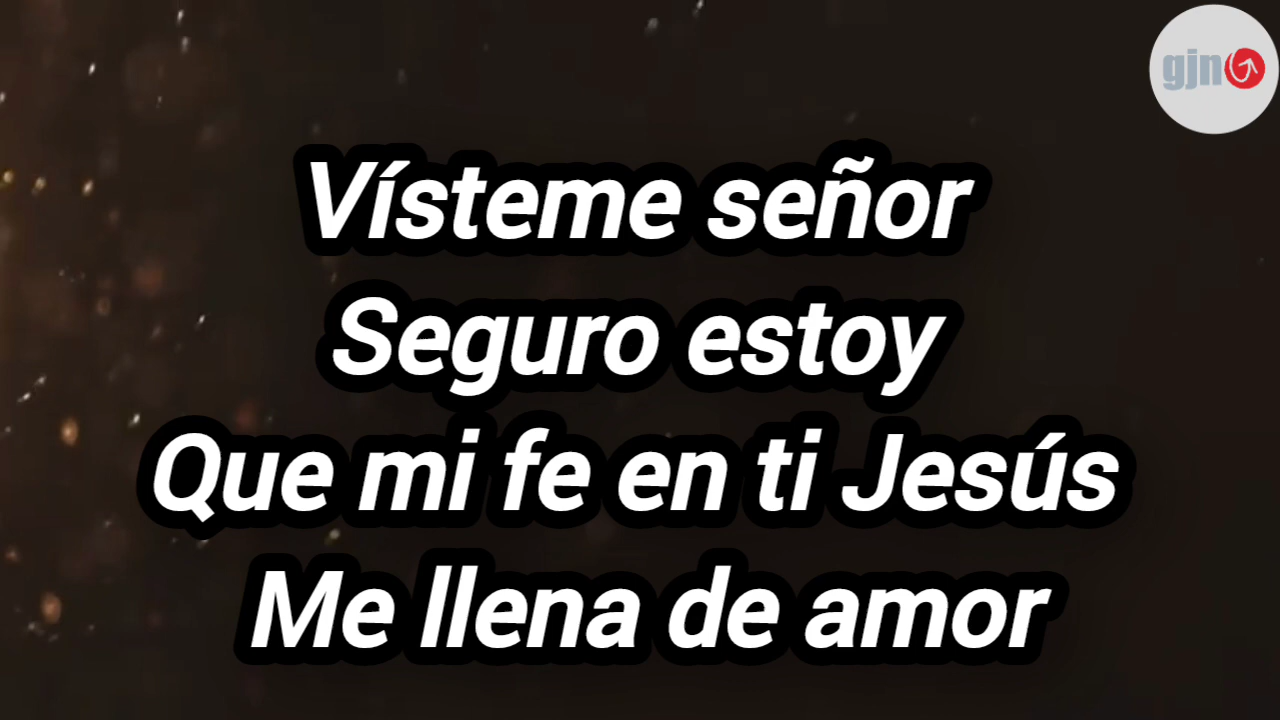 gjn
Vísteme señor
Seguro estoy
Que mi fe en ti Jesús
Me llena de amor